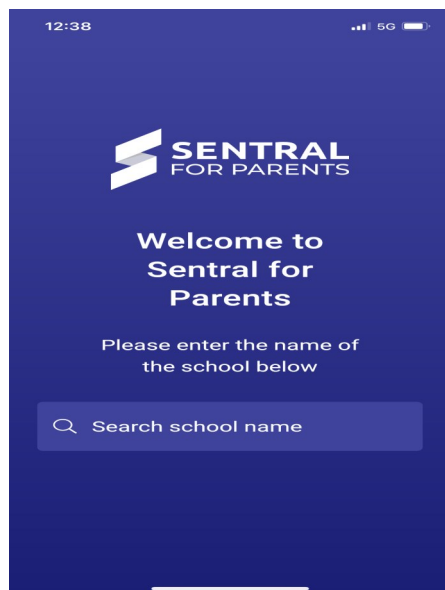 12:38
5G
SENTRAL
FOR PARENTS
Welcome to
Sentral for
Parents
Please enter the name of
the school below
Search school name